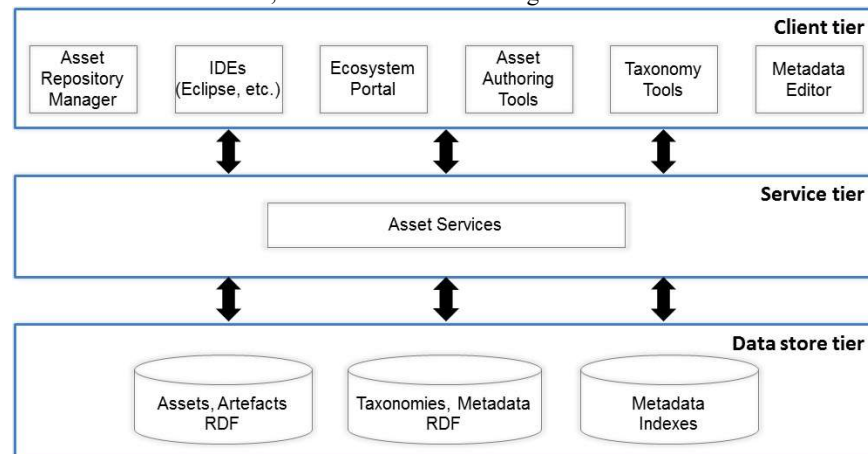 Client tier
Asset
Repository
Manager
IDEs
(Eclipse, etc.)
Ecosystem
Portal
Asset
Authoring
Tools
Taxonomy
Tools
Metadata
Editor
Service tier
Asset Services
Data store tier
Assets, Artefacts
RDF
Taxonomies, Metadata
RDF
Metadata
Indexes